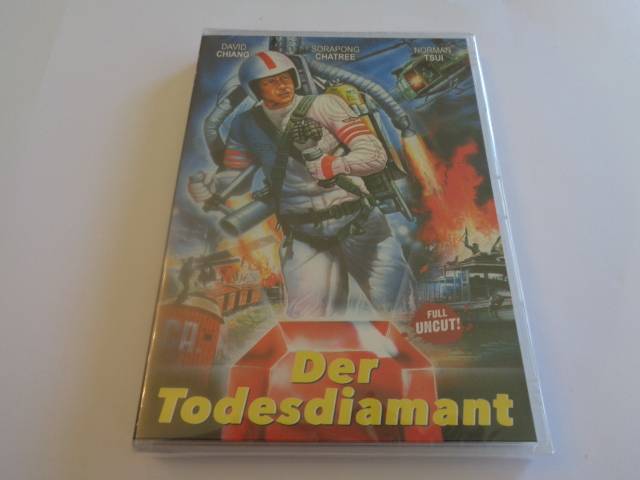 DAVID
CHIANG
SORAPONG
CHATREE
NORMAN
TSUI
FULL
UNCUT!
Der
Todesdiamant